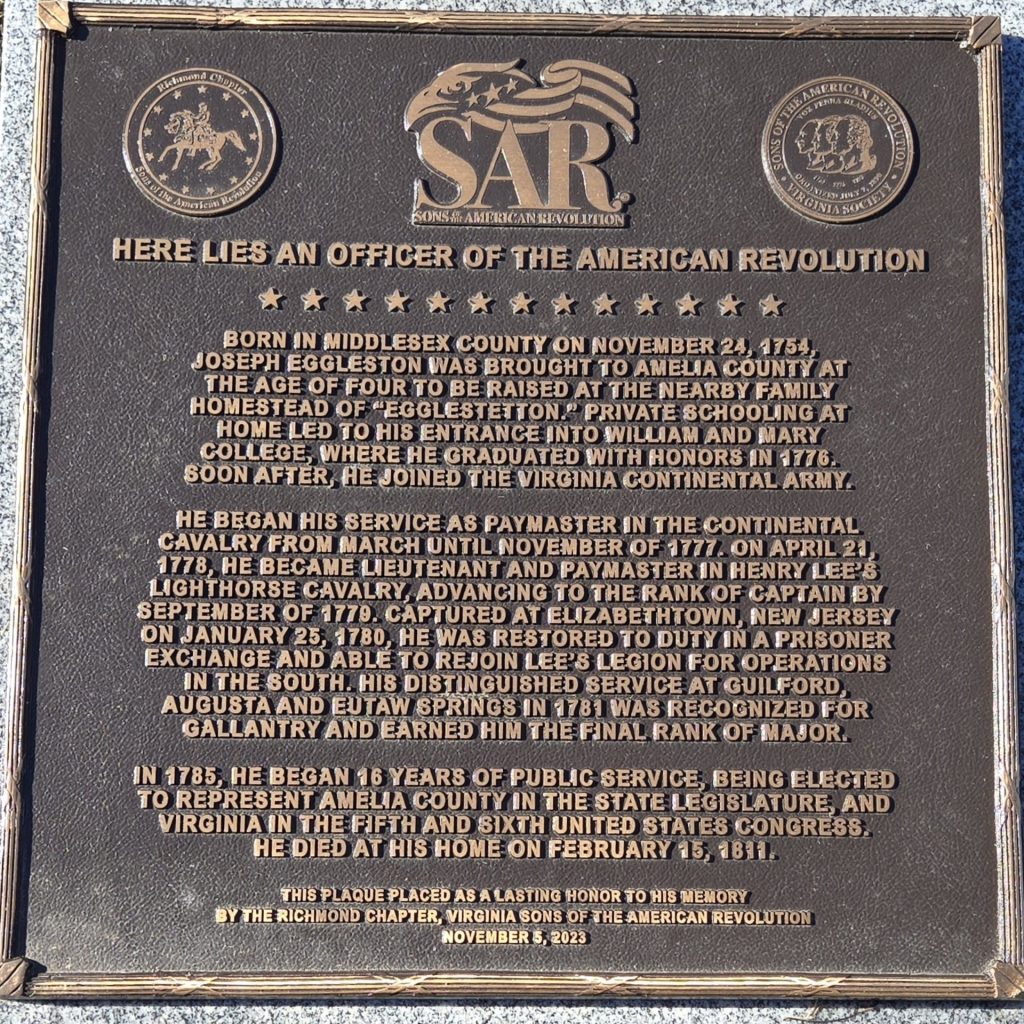 Richmond Chapter
Sons of the American Revolution
SAR
SONS OF THE AMERICAN REVOLUTION
SONS OF THE AMERICAN REVOLUTION
VIRGINIA SOCIETY
ORGANIZED JULY 7, 1890
HERE LIES AN OFFICER OF THE AMERICAN REVOLUTION
BORN IN MIDDLESEX COUNTY ON NOVEMBER 24, 1754,
JOSEPH EGGLESTON WAS BROUGHT TO AMELIA COUNTY AT
THE AGE OF FOUR TO BE RAISED AT THE NEARBY FAMILY
HOMESTEAD OF “EGGLESTETTON.” PRIVATE SCHOOLING AT
HOME LED TO HIS ENTRANCE INTO WILLIAM AND MARY
COLLEGE, WHERE HE GRADUATED WITH HONORS IN 1776.
SOON AFTER, HE JOINED THE VIRGINIA CONTINENTAL ARMY.
HE BEGAN HIS SERVICE AS PAYMASTER IN THE CONTINENTAL
CAVALRY FROM MARCH UNTIL NOVEMBER OF 1777. ON APRIL 21,
1778, HE BECAME LIEUTENANT AND PAYMASTER IN HENRY LEE’S
LIGHTHORSE CAVALRY, ADVANCING TO THE RANK OF CAPTAIN BY
SEPTEMBER OF 1779. CAPTURED AT ELIZABETHTOWN, NEW JERSEY
ON JANUARY 25, 1780, HE WAS RESTORED TO DUTY IN A PRISONER
EXCHANGE AND ABLE TO REJOIN LEE’S LEGION FOR OPERATIONS
IN THE SOUTH. HIS DISTINGUISHED SERVICE AT GUILFORD,
AUGUSTA AND EUTAW SPRINGS IN 1781 WAS RECOGNIZED FOR
GALLANTRY AND EARNED HIM THE FINAL RANK OF MAJOR.
IN 1785, HE BEGAN 16 YEARS OF PUBLIC SERVICE, BEING ELECTED
TO REPRESENT AMELIA COUNTY IN THE STATE LEGISLATURE, AND
VIRGINIA IN THE FIFTH AND SIXTH UNITED STATES CONGRESS.
HE DIED AT HIS HOME ON FEBRUARY 15, 1811.
THIS PLAQUE PLACED AS A LASTING HONOR TO HIS MEMORY
BY THE RICHMOND CHAPTER, VIRGINIA SONS OF THE AMERICAN REVOLUTION
NOVEMBER 5, 2023